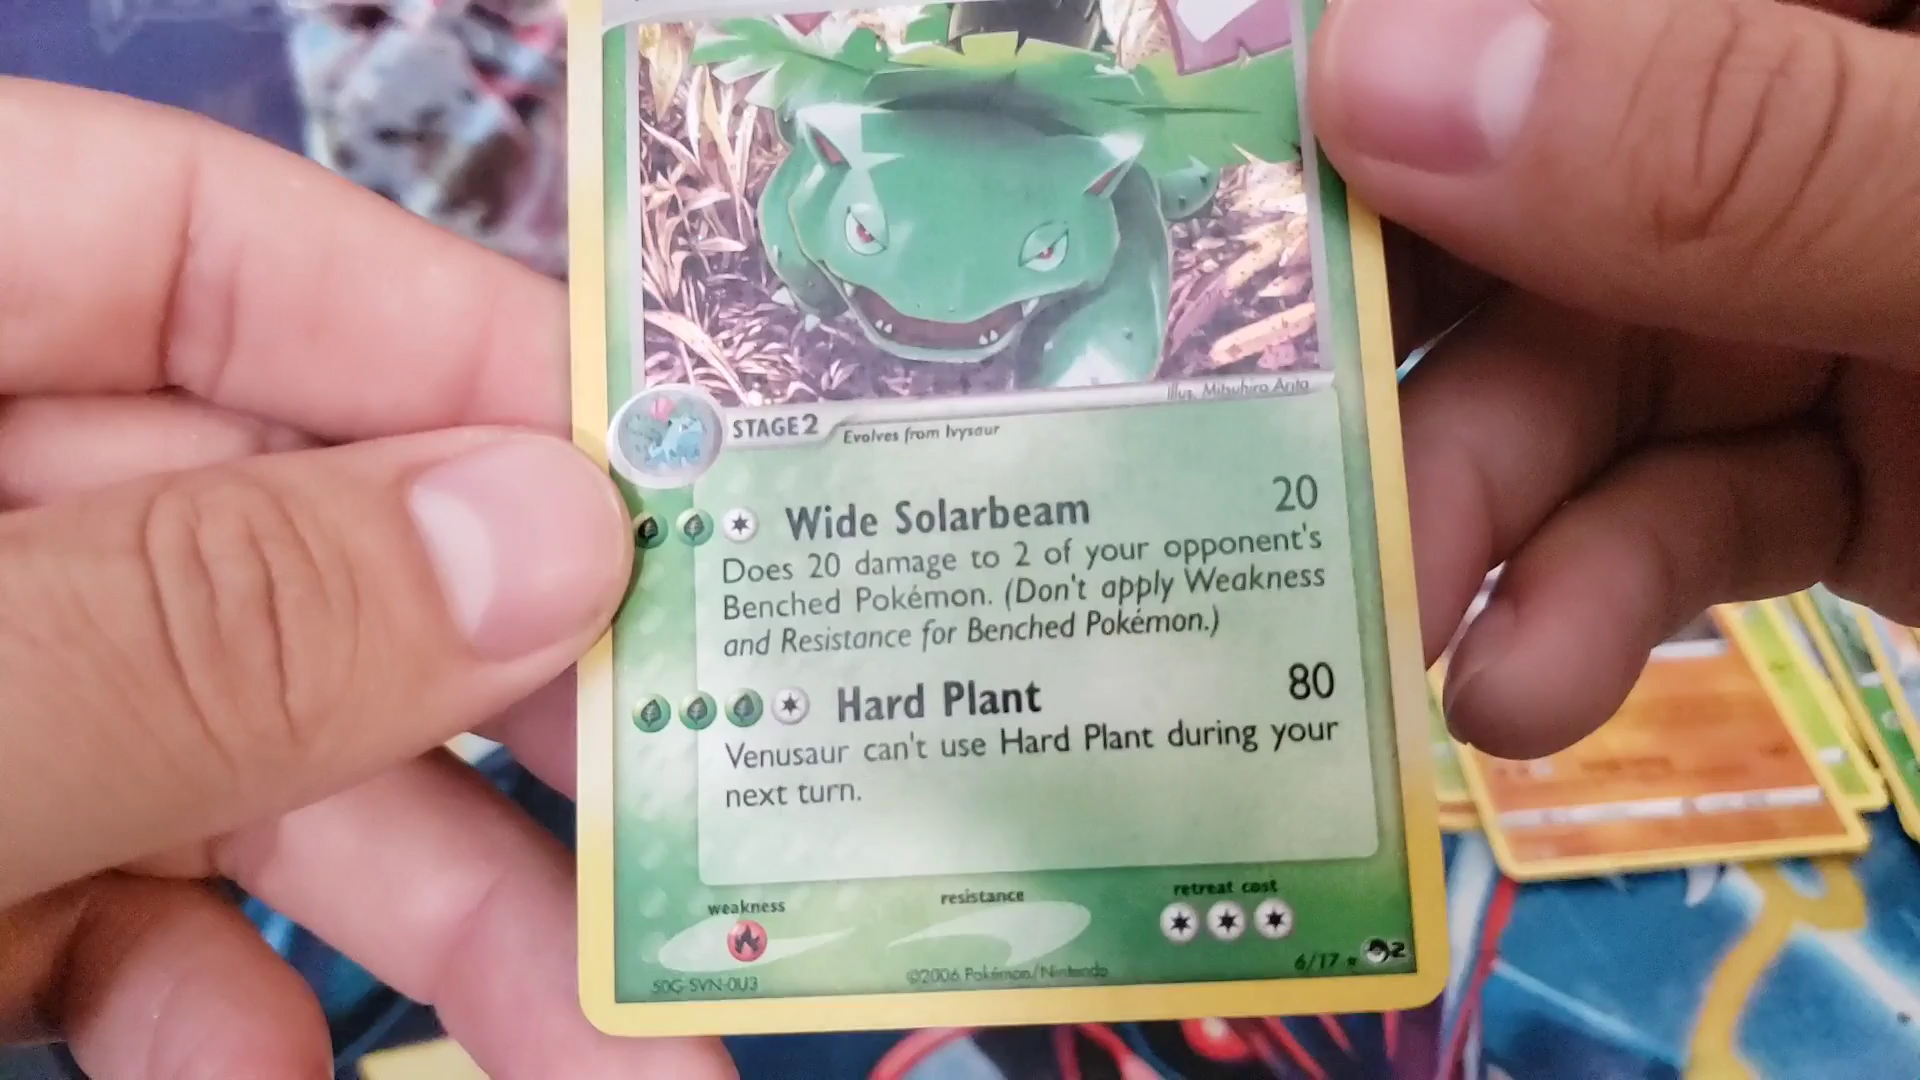 Illus. Mitsuhiro Arita
STAGE2 Evolves from Ivysaur
Wide Solarbeam 20
Does 20 damage to 2 of your opponent's
Benched Pokémon. (Don't apply Weakness
and Resistance for Benched Pokémon.)
Hard Plant 80
Venusaur can't use Hard Plant during your
next turn.
weakness resistance retreat cost
6/17 ★ 2
50G-SVN-0U3 ©2006 Pokémon/Nintendo